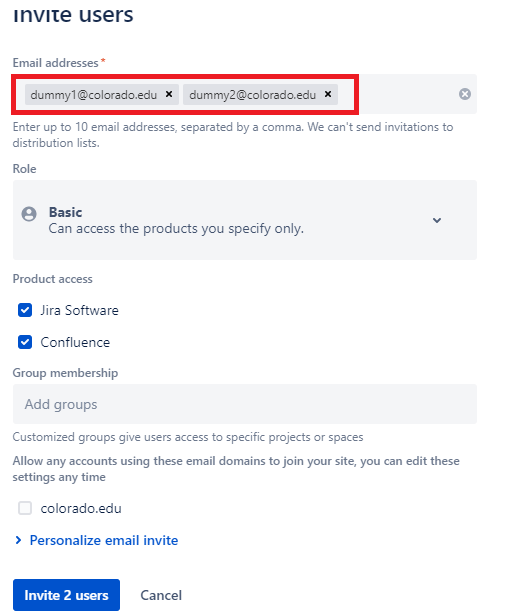 Invite users
Email addresses*
dummy1@colorado.edu × dummy2@colorado.edu ×
Enter up to 10 email addresses, separated by a comma. We can't send invitations to
distribution lists.
Role
Basic
Can access the products you specify only.
Product access
Jira Software
Confluence
Group membership
Add groups
Customized groups give users access to specific projects or spaces
Allow any accounts using these email domains to join your site, you can edit these
settings any time
colorado.edu
Personalize email invite
Invite 2 users Cancel